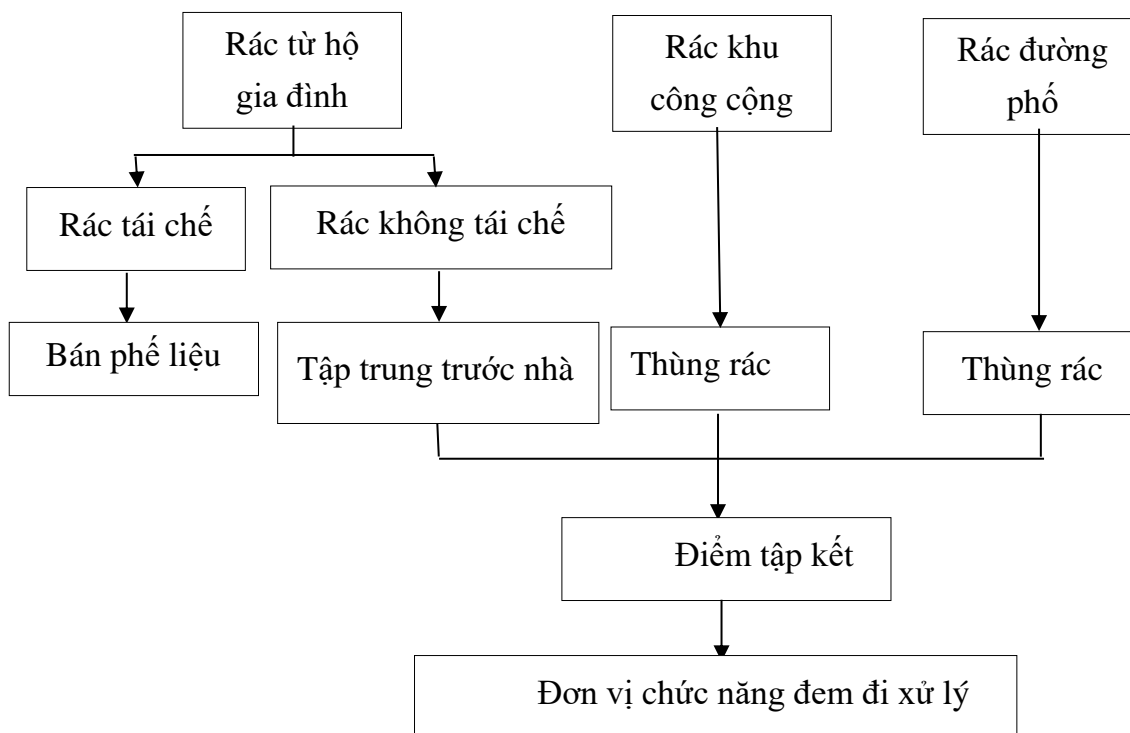 Rác từ hộ
gia đình
Rác khu
công cộng
Rác đường
phố
Rác tái chế
Rác không tái chế
Bán phế liệu
Tập trung trước nhà
Thùng rác
Thùng rác
Điểm tập kết
Đơn vị chức năng đem đi xử lý